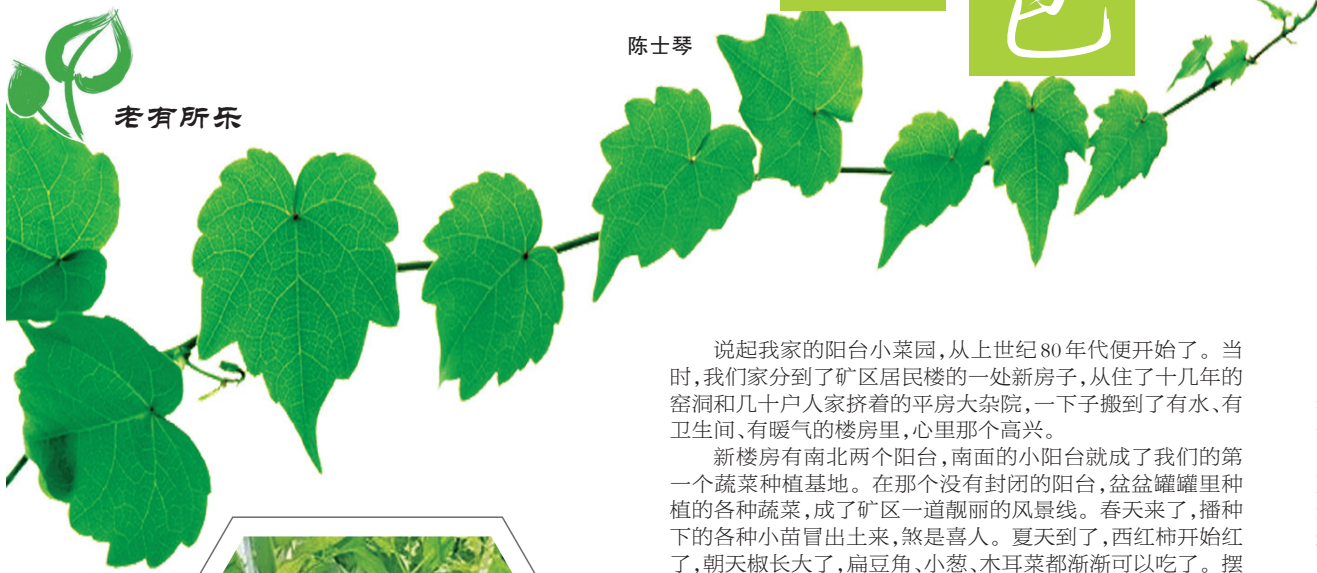 陈士琴
老有所乐
说起我家的阳台小菜园,从上世纪80年代便开始了。当
时,我们家分到了矿区居民楼的一处新房子,从住了十几年的
窑洞和几十户人家挤着的平房大杂院,一下子搬到了有水、有
卫生间、有暖气的楼房里,心里那个高兴。
新楼房有南北两个阳台,南面的小阳台就成了我们的第
一个蔬菜种植基地。在那个没有封闭的阳台,盆盆罐罐里种
植的各种蔬菜,成了矿区一道靓丽的风景线。春天来了,播种
下的各种小苗冒出土来,煞是喜人。夏天到了,西红柿开始红
了,朝天椒长大了,扁豆角、小葱、木耳菜都渐渐可以吃了。摆